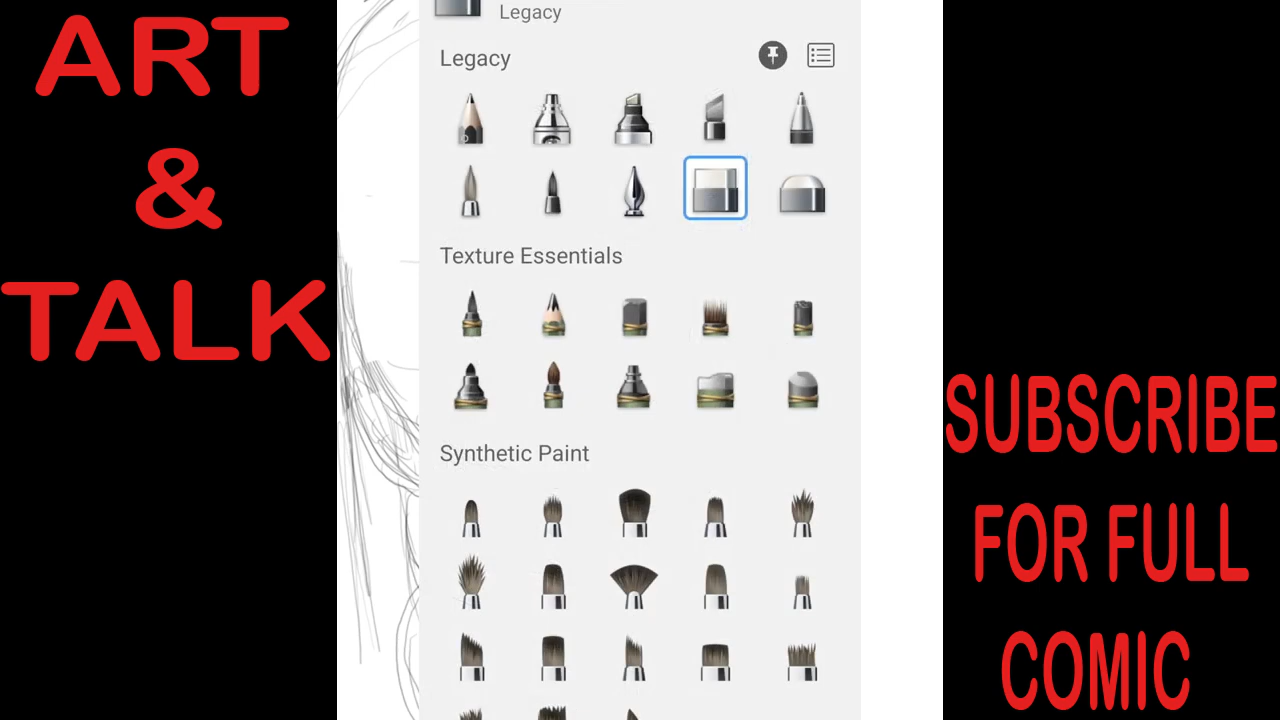 ART
&
TALK
Legacy
Legacy
Texture Essentials
Synthetic Paint
SUBSCRIBE
FOR FULL
COMIC